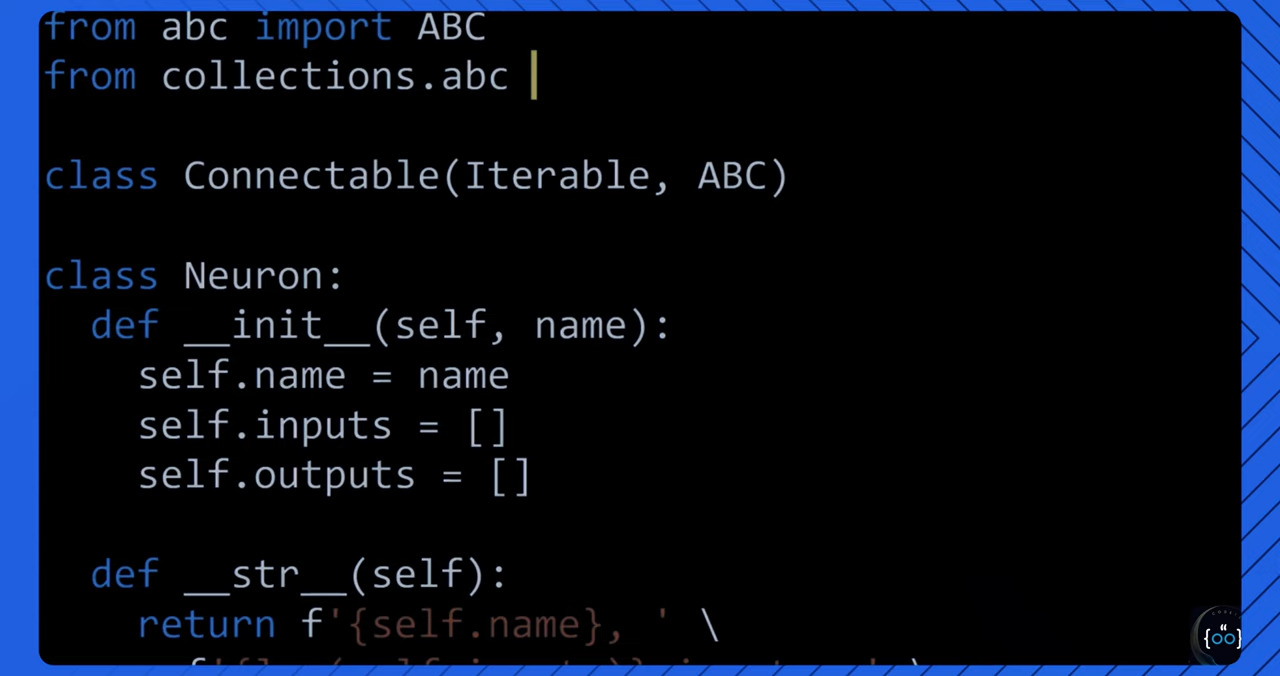 from abc import ABC
from collections.abc
class Connectable(Iterable, ABC)
class Neuron:
def __init__(self, name):
self.name = name
self.inputs = []
self.outputs = []
def __str__(self):
return f'{self.name}, ' \